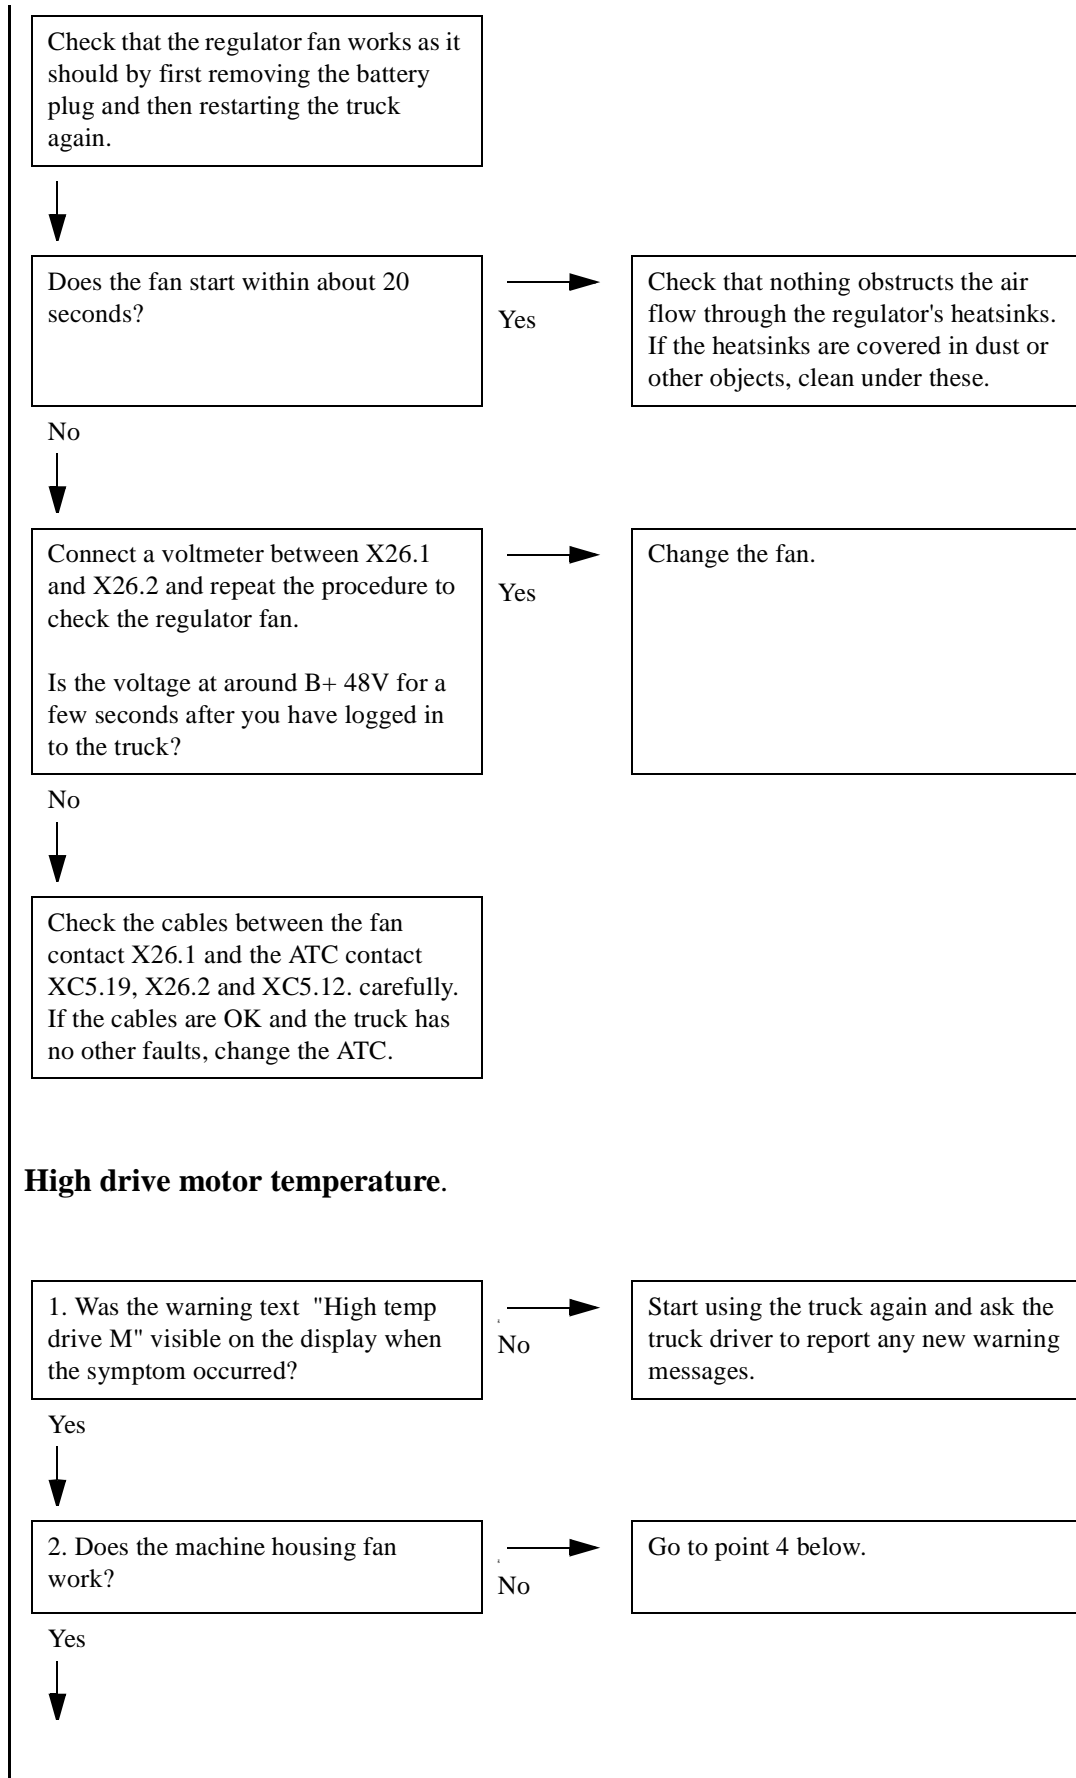 Check that the regulator fan works as it
should by first removing the battery
plug and then restarting the truck
again.
Does the fan start within about 20
seconds?
Yes
Check that nothing obstructs the air
flow through the regulator's heatsinks.
If the heatsinks are covered in dust or
other objects, clean under these.
No
Connect a voltmeter between X26.1
and X26.2 and repeat the procedure to
check the regulator fan.
Is the voltage at around B+ 48V for a
few seconds after you have logged in
to the truck?
Yes
Change the fan.
No
Check the cables between the fan
contact X26.1 and the ATC contact
XC5.19, X26.2 and XC5.12. carefully.
If the cables are OK and the truck has
no other faults, change the ATC.
High drive motor temperature.
1. Was the warning text "High temp
drive M" visible on the display when
the symptom occurred?
No
Start using the truck again and ask the
truck driver to report any new warning
messages.
Yes
2. Does the machine housing fan
work?
No
Go to point 4 below.
Yes